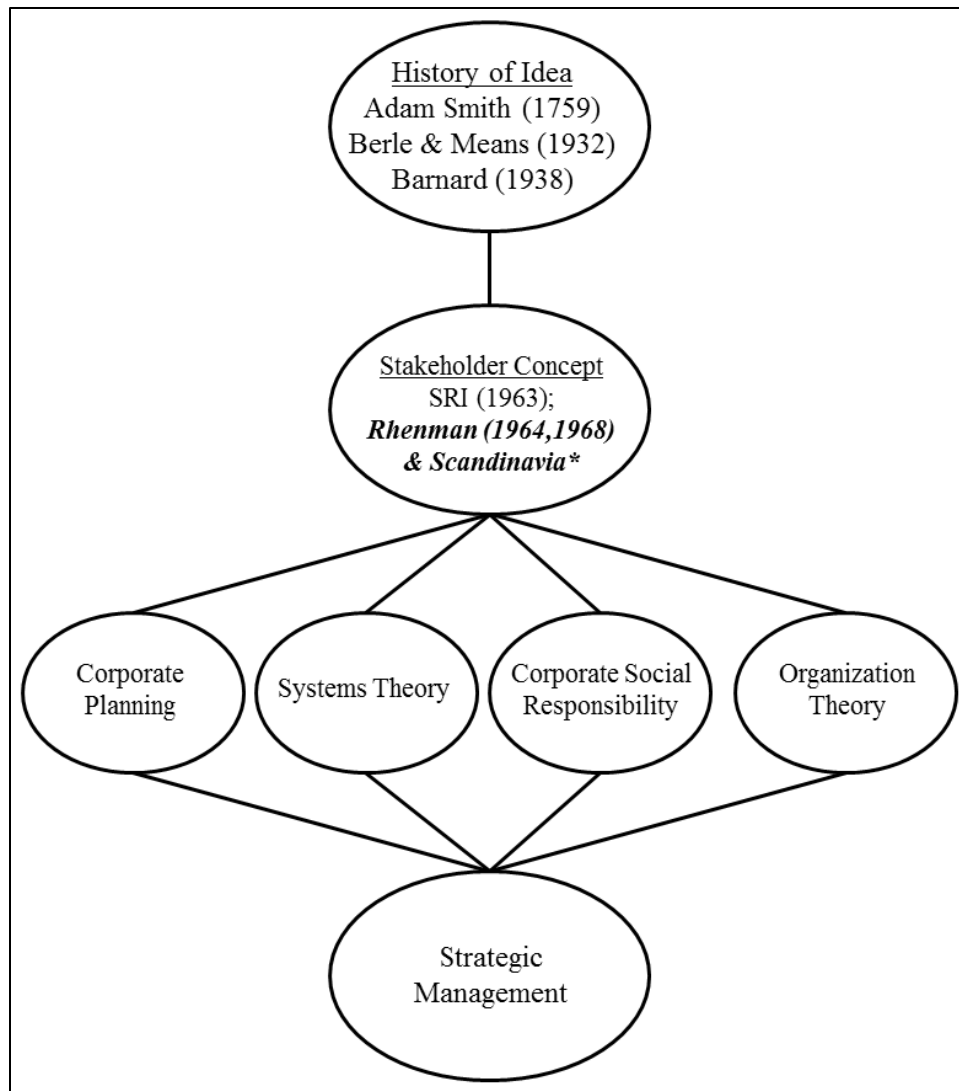 History of Idea
Adam Smith (1759)
Berle & Means (1932)
Barnard (1938)
Stakeholder Concept
SRI (1963);
Rhenman (1964,1968)
& Scandinavia*
Corporate
Planning
Systems Theory
Corporate Social
Responsibility
Organization
Theory
Strategic
Management